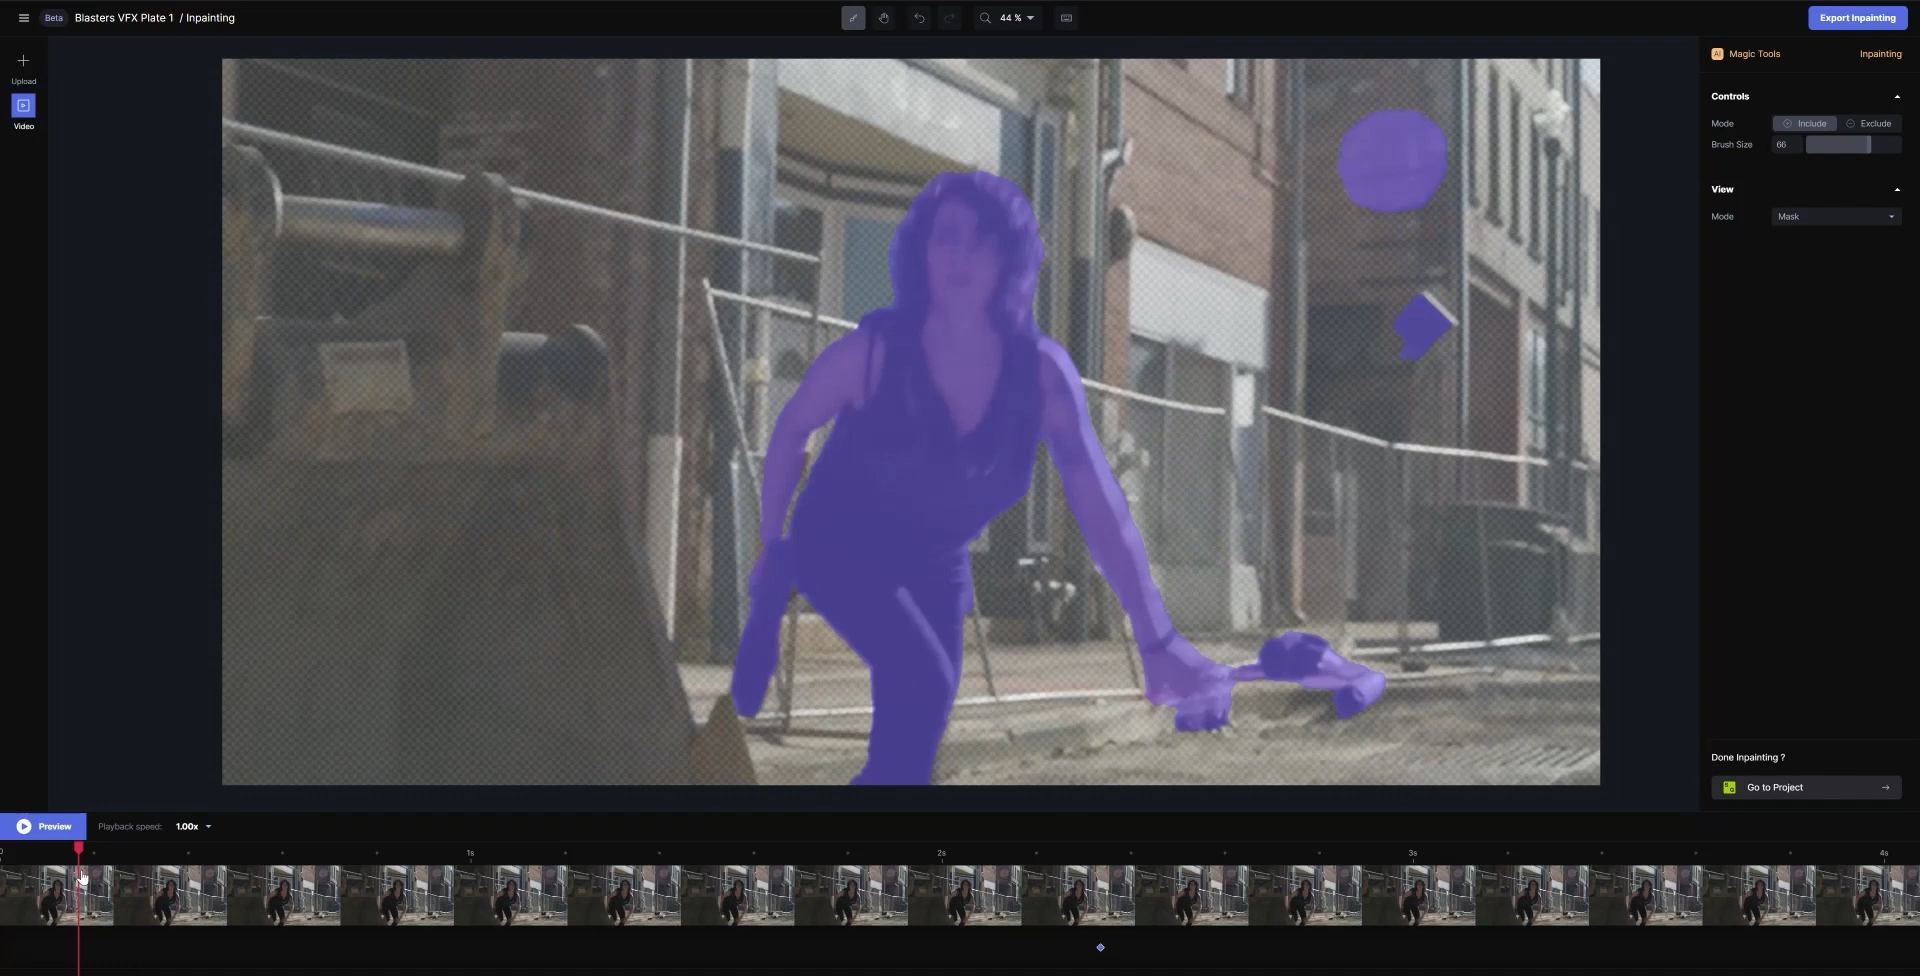 Beta Blasters VFX Plate 1 / Inpainting
44 %
Export Inpainting
Upload
Video
AI Magic Tools Inpainting
Controls
Mode Include Exclude
Brush Size 66
View
Mode Mask
Done Inpainting ?
Go to Project
Preview Playback speed: 1.00x
0 1s 2s 3s 4s